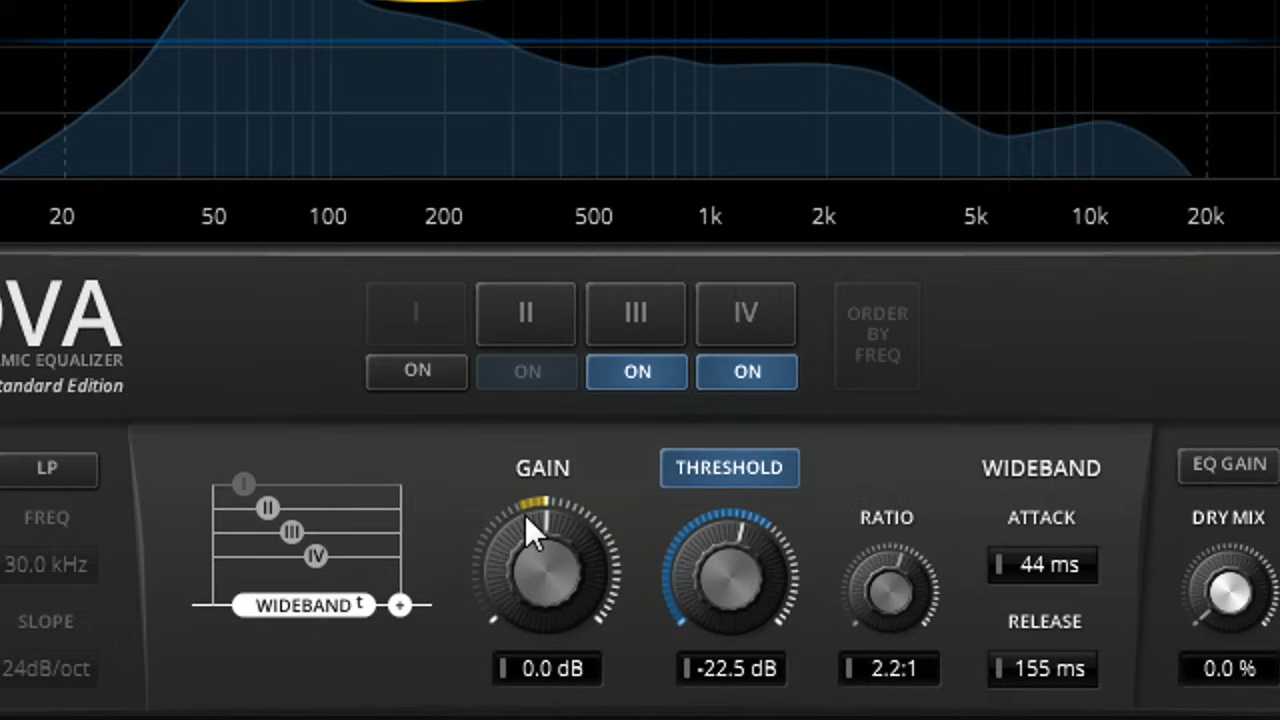 20 50 100 200 500 1k 2k 5k 10k 20k
OVA
AMIC EQUALIZER
Standard Edition
I II III IV
ON ON ON ON
ORDER
BY
FREQ
LP
FREQ
30.0 kHz
SLOPE
24dB/oct
I
II
III
IV
WIDEBAND t +
GAIN
0.0 dB
THRESHOLD
-22.5 dB
RATIO
2.2:1
WIDEBAND
ATTACK
44 ms
RELEASE
155 ms
EQ GAIN
DRY MIX
0.0 %